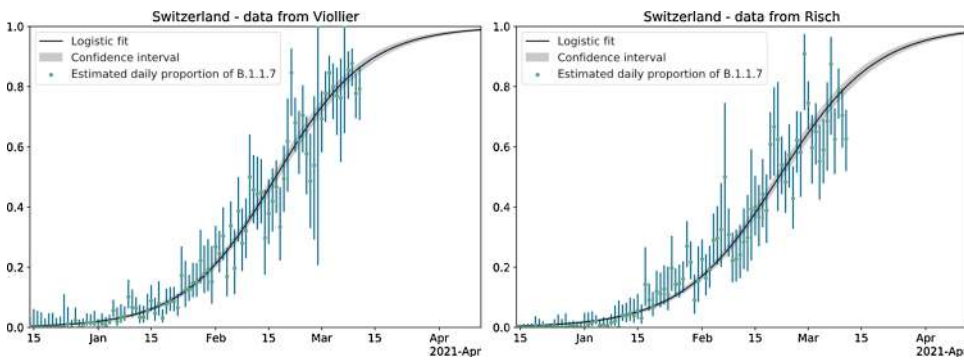 Switzerland - data from Viollier
1.0
0.8
0.6
0.4
0.2
0.0
Logistic fit
Confidence interval
Estimated daily proportion of B.1.1.7
15 Jan 15 Feb 15 Mar 15 Apr
2021-Apr
Switzerland - data from Risch
1.0
0.8
0.6
0.4
0.2
0.0
Logistic fit
Confidence interval
Estimated daily proportion of B.1.1.7
15 Jan 15 Feb 15 Mar 15 Apr
2021-Apr